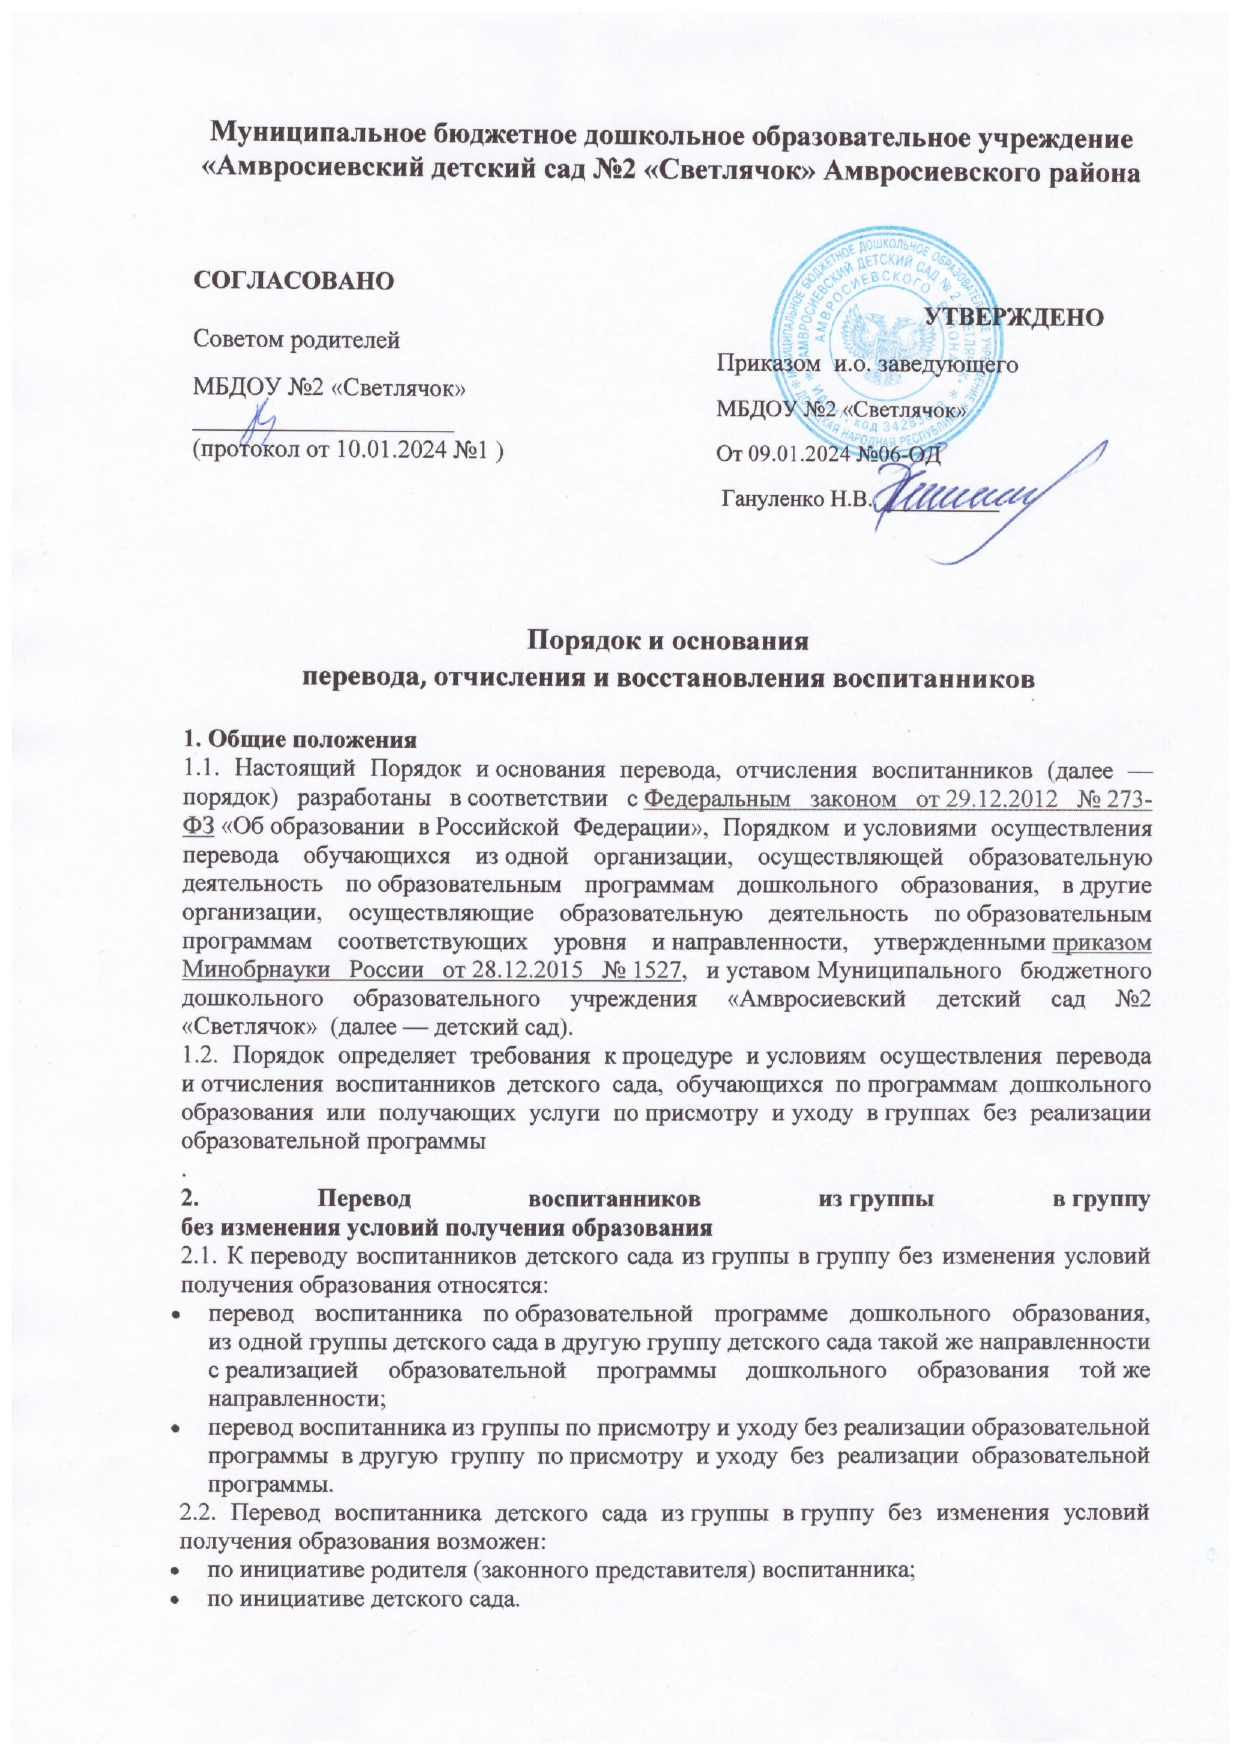 Муниципальное бюджетное дошкольное образовательное учреждение
«Амвросиевский детский сад №2 «Светлячок» Амвросиевского района
СОГЛАСОВАНО
Советом родителей
МБДОУ №2 «Светлячок»
(протокол от 10.01.2024 №1 )
УТВЕРЖДЕНО
Приказом и.о. заведующего
МБДОУ №2 «Светлячок»
От 09.01.2024 №06-ОД
Гануленко Н.В.
Порядок и основания
перевода, отчисления и восстановления воспитанников
1. Общие положения
1.1. Настоящий Порядок и основания перевода, отчисления воспитанников (далее —
порядок) разработаны в соответствии с Федеральным законом от 29.12.2012 № 273-
ФЗ «Об образовании в Российской Федерации», Порядком и условиями осуществления
перевода обучающихся из одной организации, осуществляющей образовательную
деятельность по образовательным программам дошкольного образования, в другие
организации, осуществляющие образовательную деятельность по образовательным
программам соответствующих уровня и направленности, утвержденными приказом
Минобрнауки России от 28.12.2015 № 1527, и уставом Муниципального бюджетного
дошкольного образовательного учреждения «Амвросиевский детский сад №2
«Светлячок» (далее — детский сад).
1.2. Порядок определяет требования к процедуре и условиям осуществления перевода
и отчисления воспитанников детского сада, обучающихся по программам дошкольного
образования или получающих услуги по присмотру и уходу в группах без реализации
образовательной программы
.
2. Перевод воспитанников из группы в группу
без изменения условий получения образования
2.1. К переводу воспитанников детского сада из группы в группу без изменения условий
получения образования относятся:
• перевод воспитанника по образовательной программе дошкольного образования,
из одной группы детского сада в другую группу детского сада такой же направленности
с реализацией образовательной программы дошкольного образования той же
направленности;
• перевод воспитанника из группы по присмотру и уходу без реализации образовательной
программы в другую группу по присмотру и уходу без реализации образовательной
программы.
2.2. Перевод воспитанника детского сада из группы в группу без изменения условий
получения образования возможен:
• по инициативе родителя (законного представителя) воспитанника;
• по инициативе детского сада.